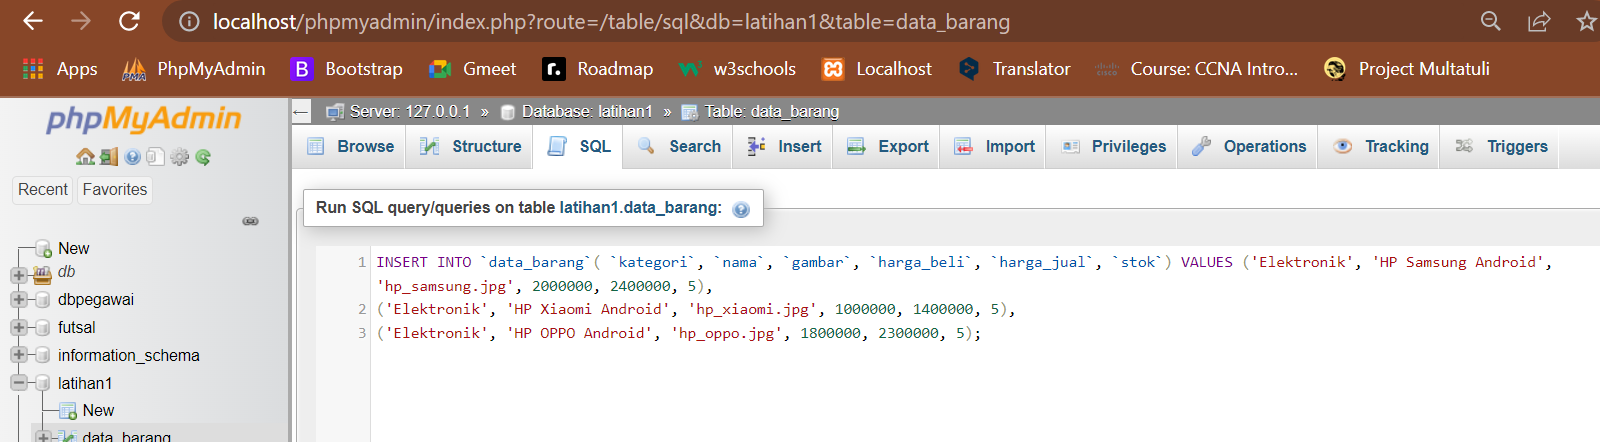 localhost/phpmyadmin/index.php?route=/table/sql&db=latihan1&table=data_barang
Apps PhpMyAdmin Bootstrap Gmeet Roadmap w3schools Localhost Translator Course: CCNA Intro... Project Multatuli
phpMyAdmin
Recent Favorites
New
db
dbpegawai
futsal
information_schema
latihan1
New
data_barang
Server: 127.0.0.1 » Database: latihan1 » Table: data_barang
Browse Structure SQL Search Insert Export Import Privileges Operations Tracking Triggers
Run SQL query/queries on table latihan1.data_barang:
1 INSERT INTO `data_barang`( `kategori`, `nama`, `gambar`, `harga_beli`, `harga_jual`, `stok`) VALUES ('Elektronik', 'HP Samsung Android',
'hp_samsung.jpg', 2000000, 2400000, 5),
2 ('Elektronik', 'HP Xiaomi Android', 'hp_xiaomi.jpg', 1000000, 1400000, 5),
3 ('Elektronik', 'HP OPPO Android', 'hp_oppo.jpg', 1800000, 2300000, 5);